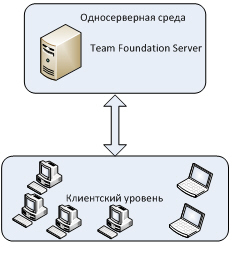 Односерверная среда
Team Foundation Server
Клиентский уровень